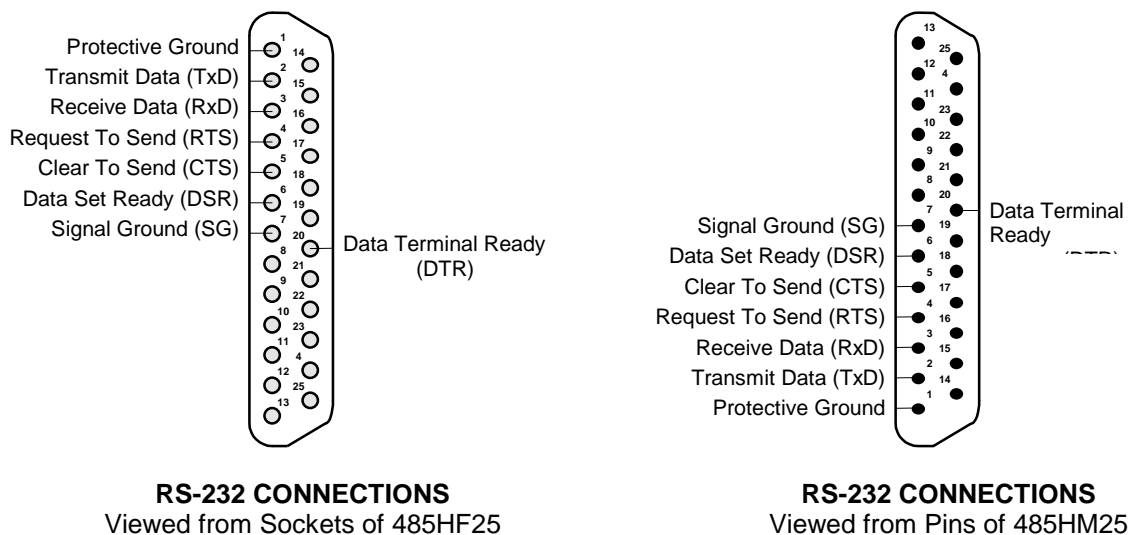 Protective Ground
Transmit Data (TxD)
Receive Data (RxD)
Request To Send (RTS)
Clear To Send (CTS)
Data Set Ready (DSR)
Signal Ground (SG)
1
14
2
15
3
16
4
17
5
18
6
19
7
20
8
21
9
22
10
23
11
4
12
25
13
Data Terminal Ready
(DTR)
RS-232 CONNECTIONS
Viewed from Sockets of 485HF25
13
25
12
4
11
23
10
22
9
21
8
20
7
19
6
18
5
17
4
16
3
15
2
14
1
Signal Ground (SG)
Data Set Ready (DSR)
Clear To Send (CTS)
Request To Send (RTS)
Receive Data (RxD)
Transmit Data (TxD)
Protective Ground
Data Terminal
Ready
RS-232 CONNECTIONS
Viewed from Pins of 485HM25